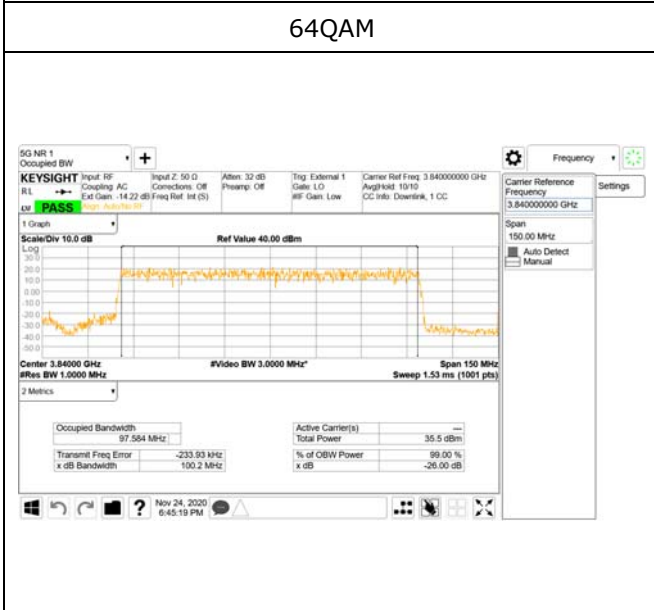 64QAM
5G NR 1
Occupied BW
Frequency
KEYSIGHT
Input: RF
Input Z: 50 Ω
Atten: 32 dB
Trig: External 1
Carrier Ref Freq: 3.840000000 GHz
R L
Coupling: AC
Corrections: Off
Preamp: Off
Gate: LO
Avg|Hold: 10/10
Ext Gain: -14.22 dB
Freq Ref: Int (S)
#IF Gain: Low
CC Info: Downlink, 1 CC
PASS
Align: Auto/No RF
Carrier Reference
Frequency
3.840000000 GHz
Settings
Span
150.00 MHz
Auto Detect
Manual
1 Graph
Scale/Div 10.0 dB
Ref Value 40.00 dBm
Log
30.0
20.0
10.0
0.00
-10.0
-20.0
-30.0
-40.0
-50.0
Center 3.84000 GHz
#Video BW 3.0000 MHz*
Span 150 MHz
#Res BW 1.0000 MHz
Sweep 1.53 ms (1001 pts)
2 Metrics
Occupied Bandwidth
97.584 MHz
Active Carrier(s)
---
Total Power
35.5 dBm
Transmit Freq Error
-233.93 kHz
% of OBW Power
99.00 %
x dB Bandwidth
100.2 MHz
x dB
-26.00 dB
?
Nov 24, 2020
6:45:19 PM